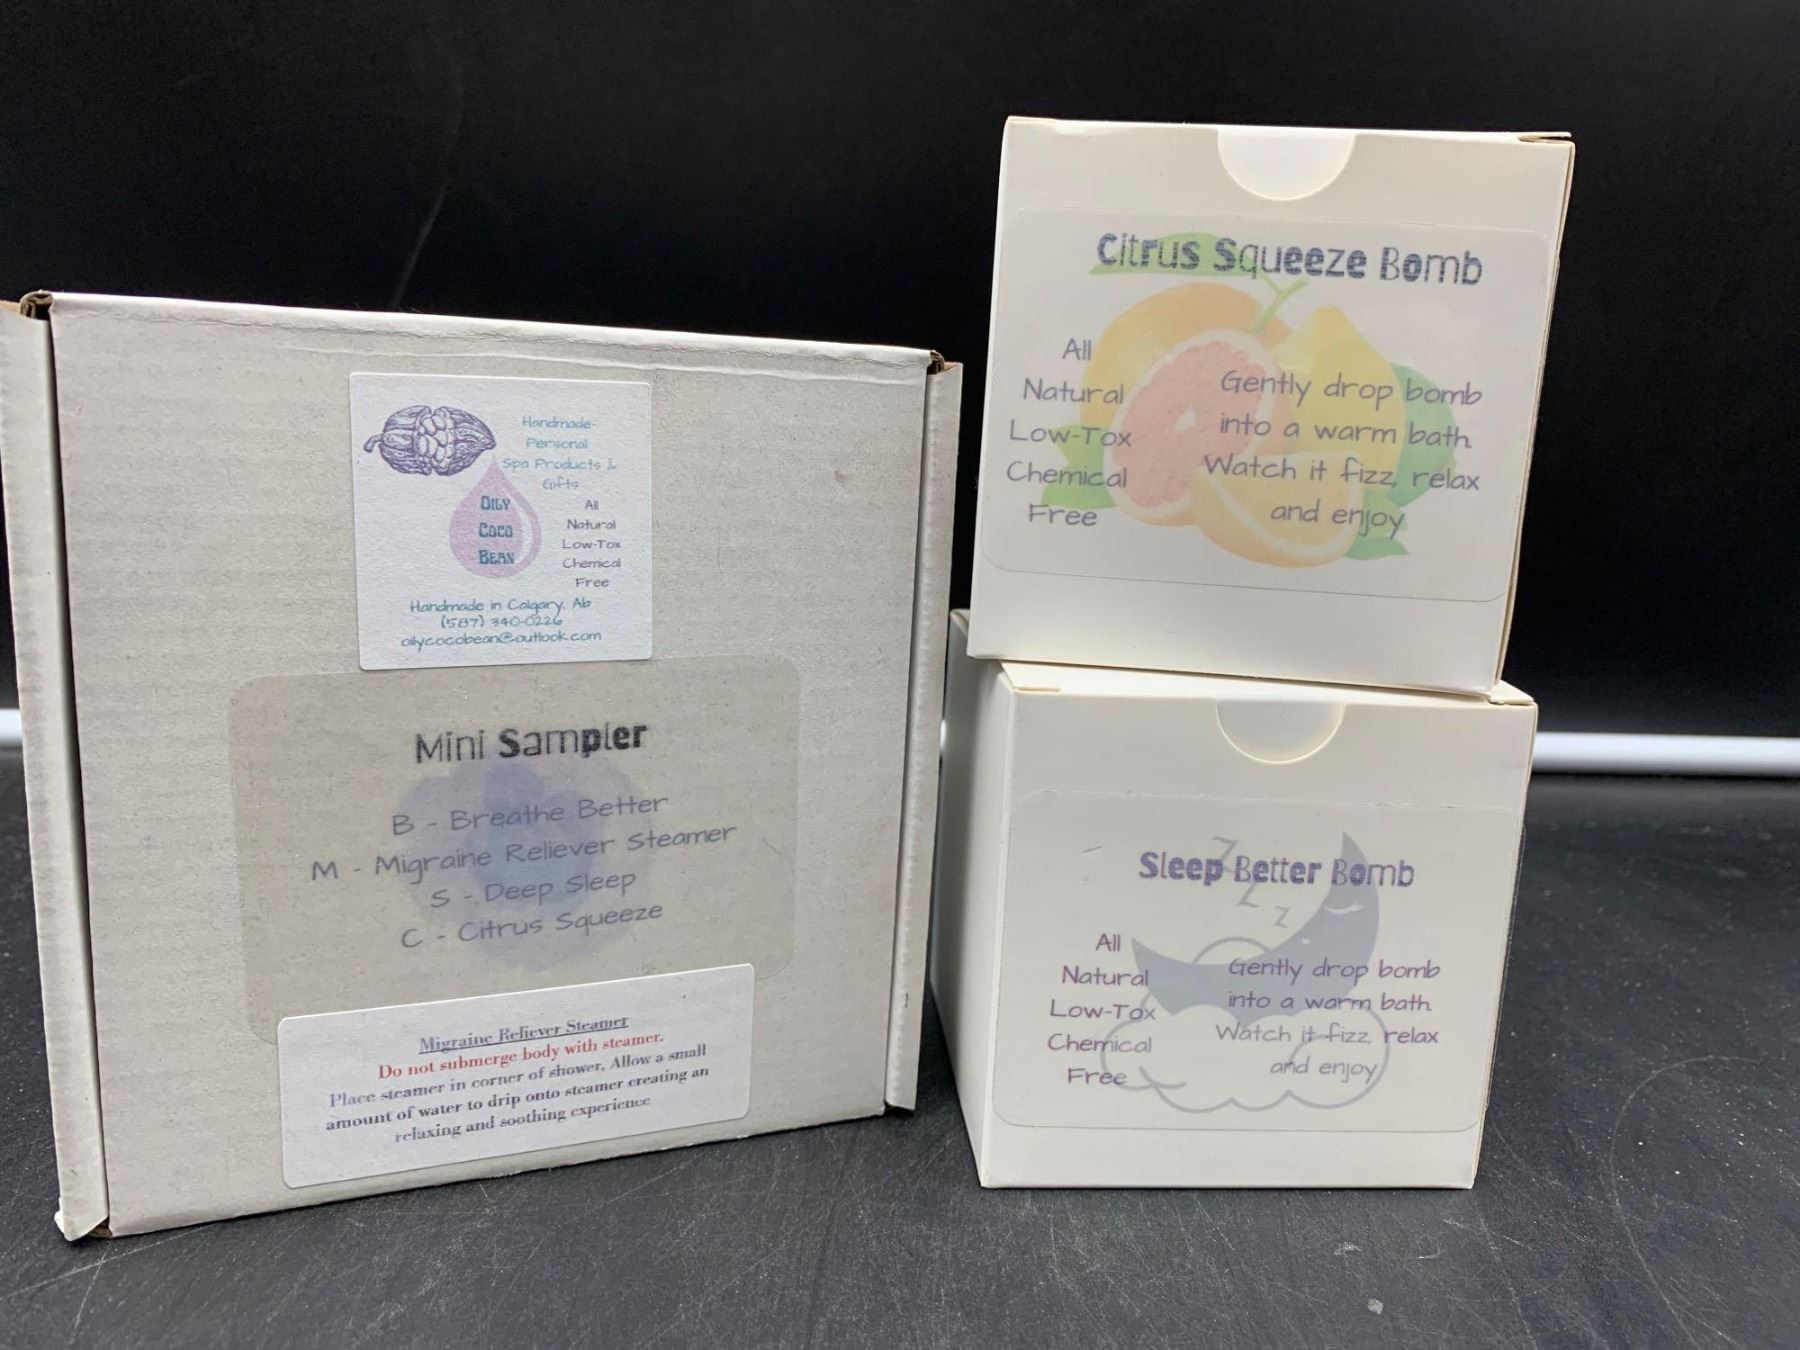 Handmade-
Personal
Spa Products &
Gifts
OILY
COCO
BEAN
All
Natural
Low-Tox
Chemical
Free
Handmade in Calgary, Ab
(587) 340-0226
oilycocobean@outlook.com
Mini Sampler
B - Breathe Better
M - Migraine Reliever Steamer
S - Deep Sleep
C - Citrus Squeeze
Migraine Reliever Steamer
Do not submerge body with steamer.
Place steamer in corner of shower. Allow a small
amount of water to drip onto steamer creating an
relaxing and soothing experience
Citrus Squeeze Bomb
All
Natural
Low-Tox
Chemical
Free
Gently drop bomb
into a warm bath.
Watch it fizz, relax
and enjoy
Z
Z
Z
Sleep Better Bomb
All
Natural
Low-Tox
Chemical
Free
Gently drop bomb
into a warm bath.
Watch it fizz, relax
and enjoy